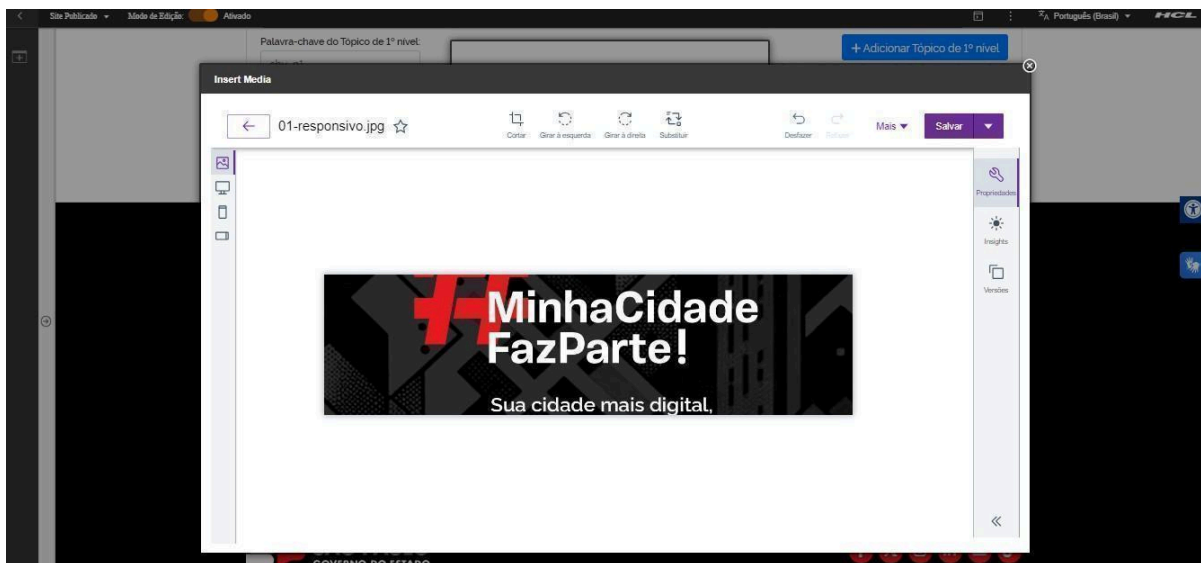 Site Publicado
Modo de Edição:
Ativado
Português (Brasil)
HCL
Palavra-chave do Tópico de 1º nível:
+ Adicionar Tópico de 1º nível
Insert Media
01-responsivo.jpg
Cortar
Girar à esquerda
Girar à direita
Substituir
Desfazer
Refazer
Mais
Salvar
Propriedades
Insights
Versões
#MinhaCidade
FazParte!
Sua cidade mais digital,
SÃO PAULO
GOVERNO DO ESTADO